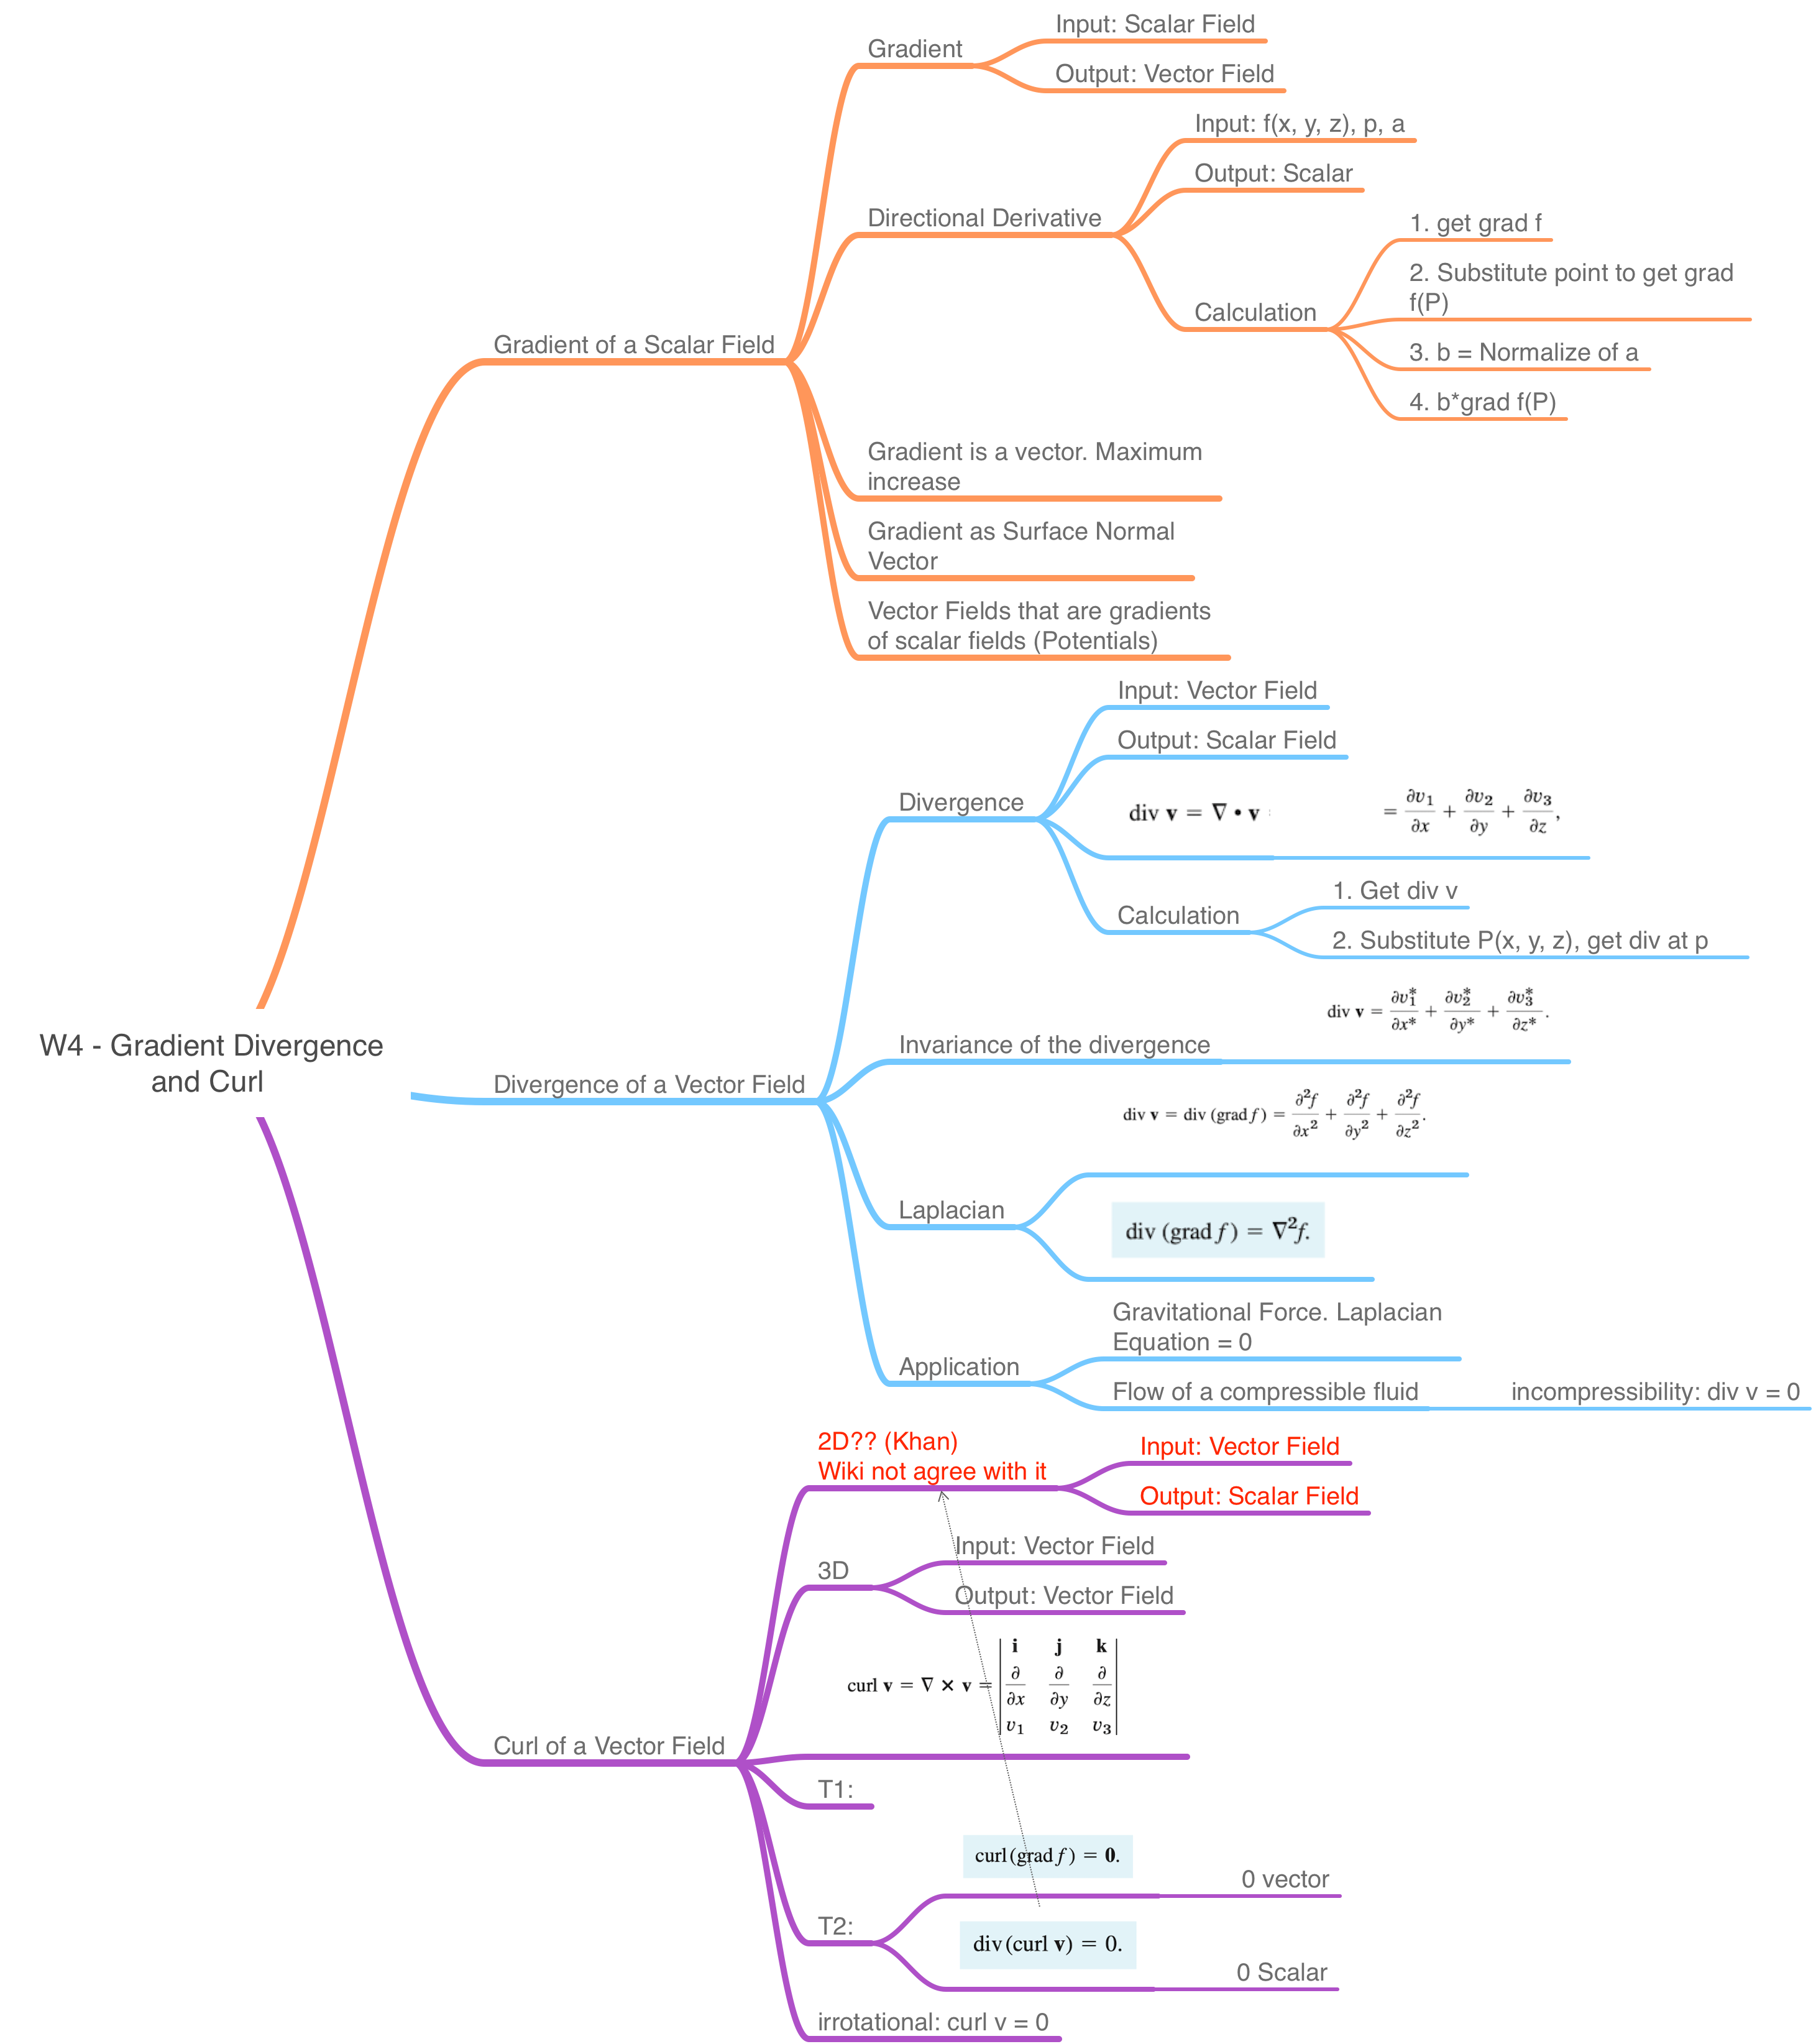 Input: Scalar Field
Gradient
Output: Vector Field
Input: f(x, y, z), p, a
Output: Scalar
Directional Derivative
1. get grad f
2. Substitute point to get grad
f(P)
Calculation
3. b = Normalize of a
4. b*grad f(P)
Gradient of a Scalar Field
Gradient is a vector. Maximum
increase
Gradient as Surface Normal
Vector
Vector Fields that are gradients
of scalar fields (Potentials)
Input: Vector Field
Output: Scalar Field
Divergence
div v = ∇ • v = ∂v₁/∂x + ∂v₂/∂y + ∂v₃/∂z,
Calculation
1. Get div v
2. Substitute P(x, y, z), get div at p
div v = ∂v₁*/∂x* + ∂v₂*/∂y* + ∂v₃*/∂z*.
Invariance of the divergence
W4 - Gradient Divergence
and Curl
Divergence of a Vector Field
div v = div (grad f) = ∂²f/∂x² + ∂²f/∂y² + ∂²f/∂z².
Laplacian
div (grad f) = ∇²f.
Gravitational Force. Laplacian
Equation = 0
Application
Flow of a compressible fluid
incompressibility: div v = 0
2D?? (Khan)
Wiki not agree with it
Input: Vector Field
Output: Scalar Field
Input: Vector Field
3D
Output: Vector Field
curl v = ∇ × v = | i j k |
| ∂/∂x ∂/∂y ∂/∂z |
| v₁ v₂ v₃ |
Curl of a Vector Field
T1:
curl (grad f) = 0.
0 vector
T2:
div (curl v) = 0.
0 Scalar
irrotational: curl v = 0